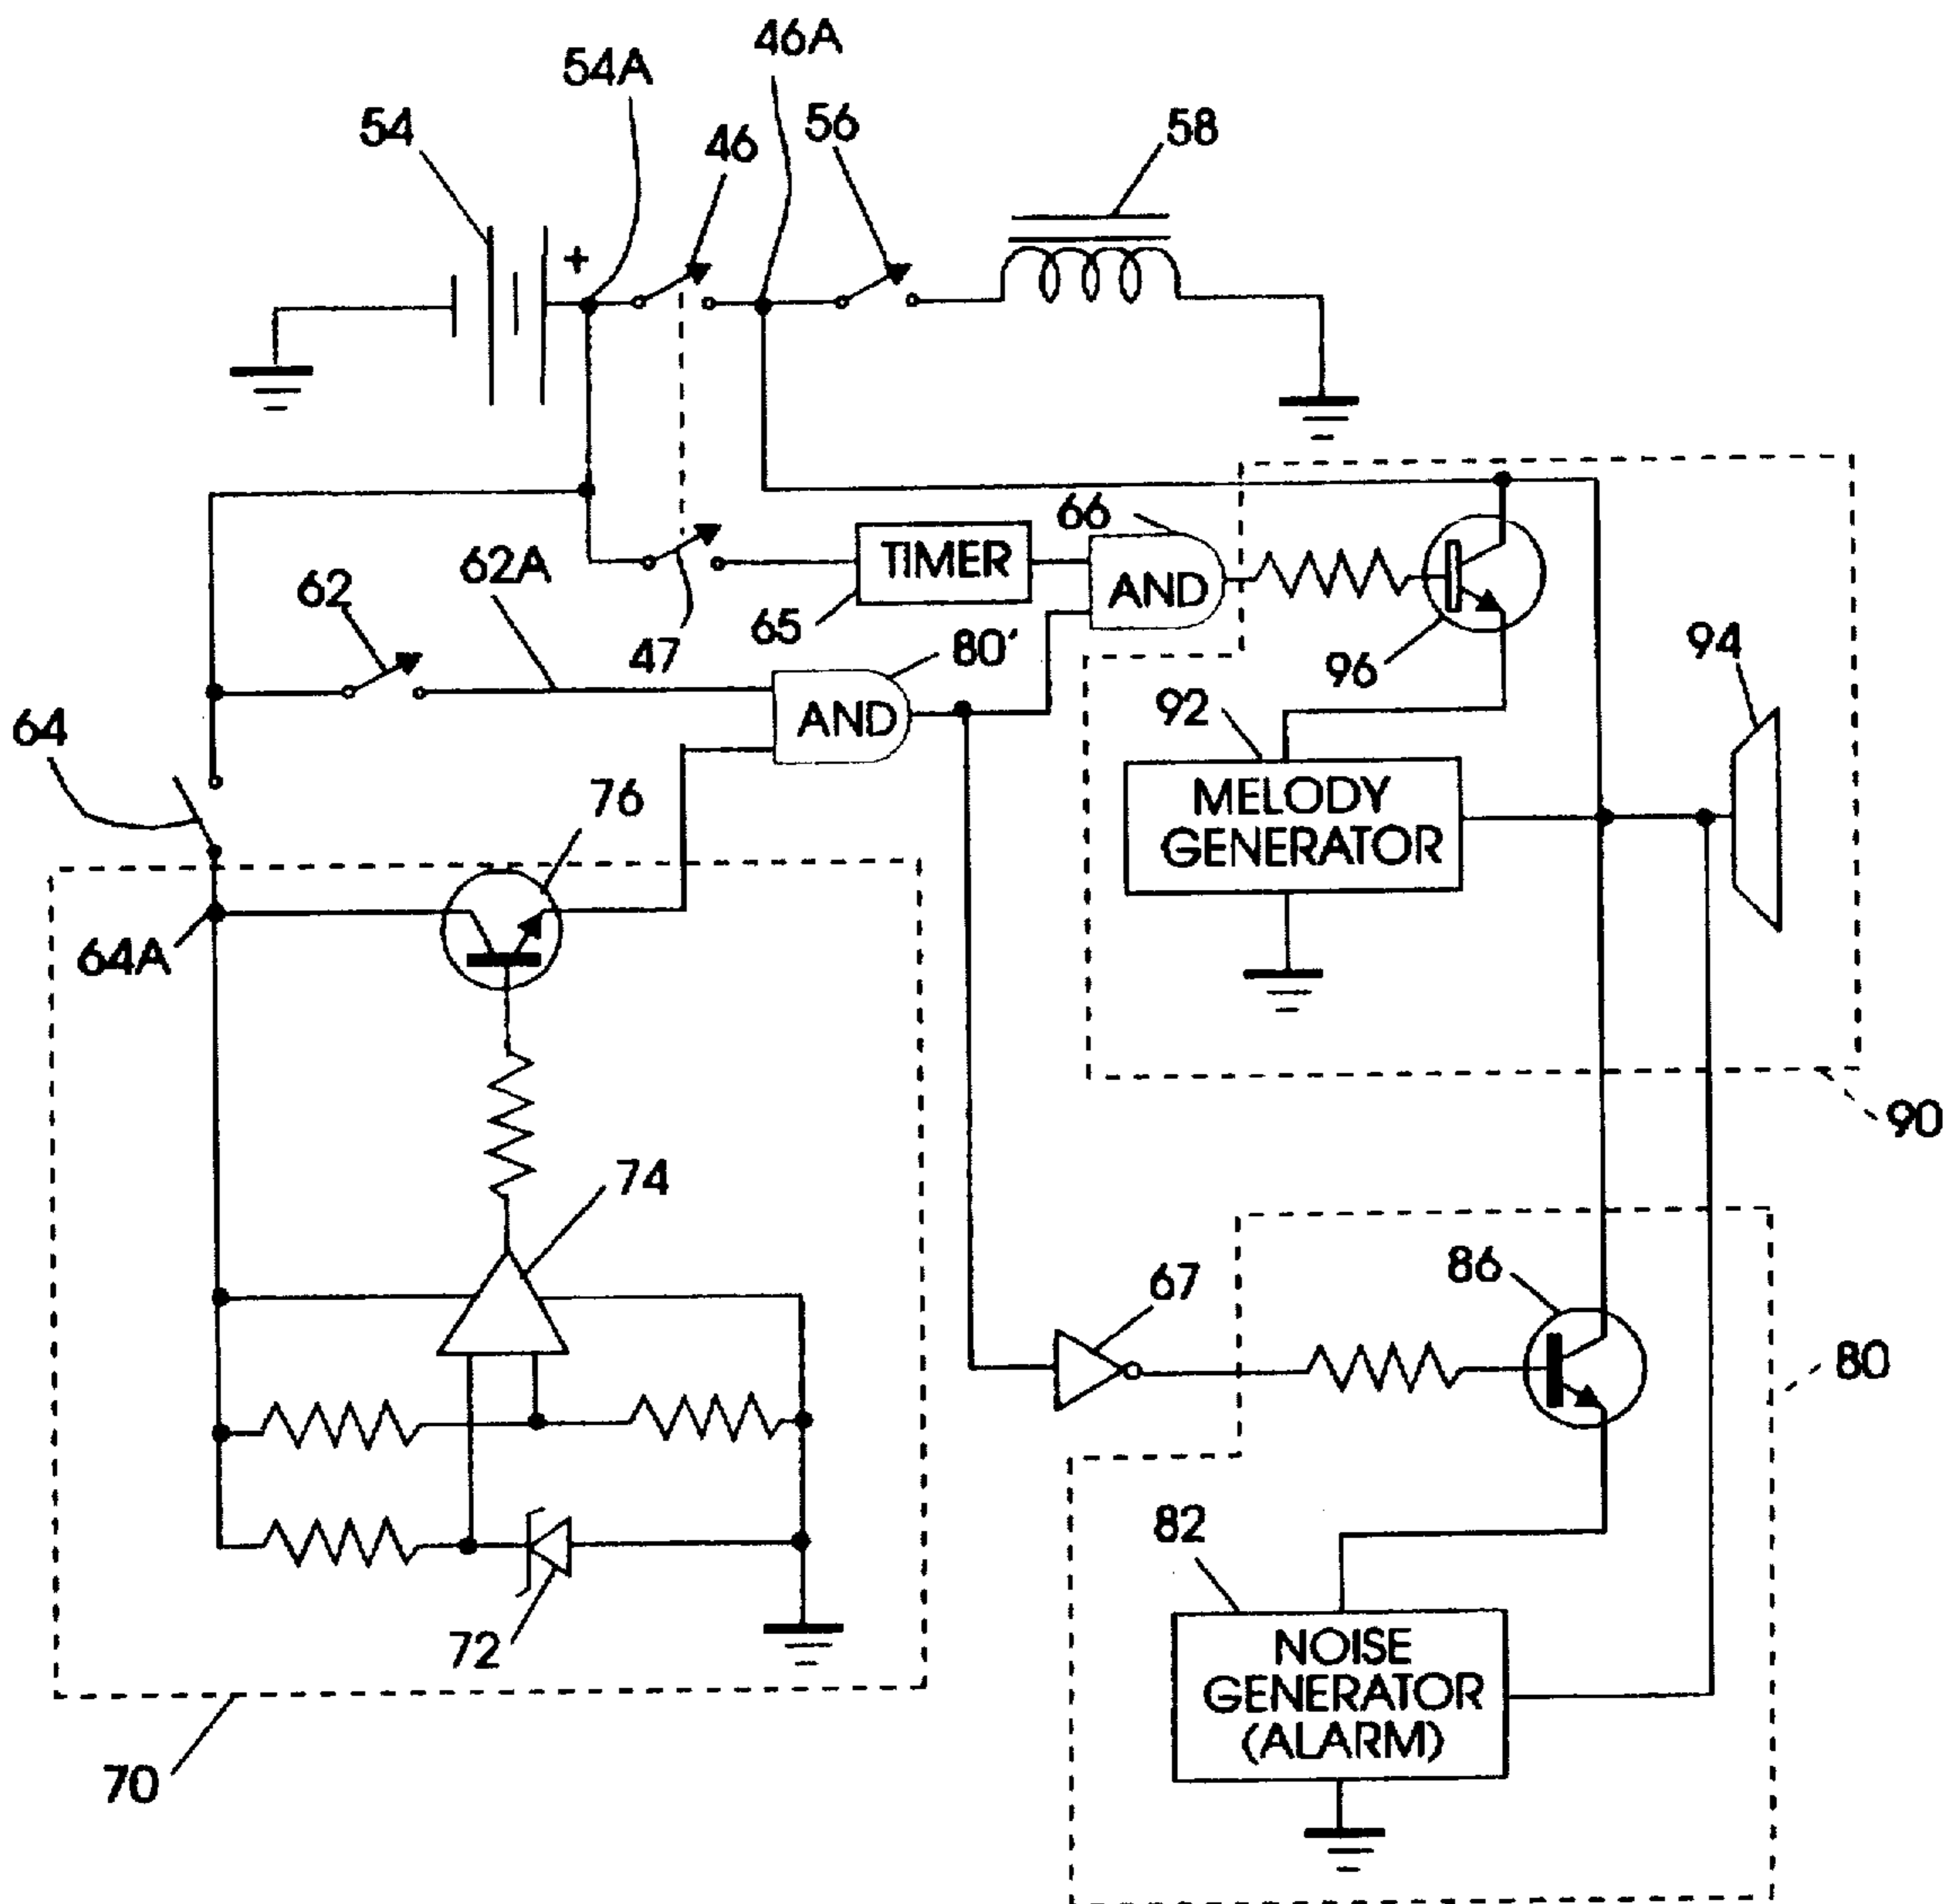 46A
54A
54
46
56
58
+
66
62A
62
TIMER
AND
65
47
80'
96
94
64
AND
92
76
MELODY
GENERATOR
64A
90
74
67
86
80
82
72
NOISE
GENERATOR
(ALARM)
70